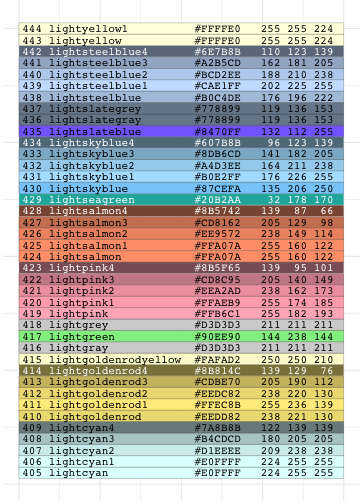 444 lightyellow1 #FFFFE0 255 255 224
443 lightyellow #FFFFE0 255 255 224
442 lightsteelblue4 #6E7B8B 110 123 139
441 lightsteelblue3 #A2B5CD 162 181 205
440 lightsteelblue2 #BCD2EE 188 210 238
439 lightsteelblue1 #CAE1FF 202 225 255
438 lightsteelblue #B0C4DE 176 196 222
437 lightslategrey #778899 119 136 153
436 lightslategray #778899 119 136 153
435 lightslateblue #8470FF 132 112 255
434 lightskyblue4 #607B8B 96 123 139
433 lightskyblue3 #8DB6CD 141 182 205
432 lightskyblue2 #A4D3EE 164 211 238
431 lightskyblue1 #B0E2FF 176 226 255
430 lightskyblue #87CEFA 135 206 250
429 lightseagreen #20B2AA 32 178 170
428 lightsalmon4 #8B5742 139 87 66
427 lightsalmon3 #CD8162 205 129 98
426 lightsalmon2 #EE9572 238 149 114
425 lightsalmon1 #FFA07A 255 160 122
424 lightsalmon #FFA07A 255 160 122
423 lightpink4 #8B5F65 139 95 101
422 lightpink3 #CD8C95 205 140 149
421 lightpink2 #EEA2AD 238 162 173
420 lightpink1 #FFAEB9 255 174 185
419 lightpink #FFB6C1 255 182 193
418 lightgrey #D3D3D3 211 211 211
417 lightgreen #90EE90 144 238 144
416 lightgray #D3D3D3 211 211 211
415 lightgoldenrodyellow #FAFAD2 250 250 210
414 lightgoldenrod4 #8B814C 139 129 76
413 lightgoldenrod3 #CDBE70 205 190 112
412 lightgoldenrod2 #EEDC82 238 220 130
411 lightgoldenrod1 #FFEC8B 255 236 139
410 lightgoldenrod #EEDD82 238 221 130
409 lightcyan4 #7A8B8B 122 139 139
408 lightcyan3 #B4CDCD 180 205 205
407 lightcyan2 #D1EEEE 209 238 238
406 lightcyan1 #E0FFFF 224 255 255
405 lightcyan #E0FFFF 224 255 255